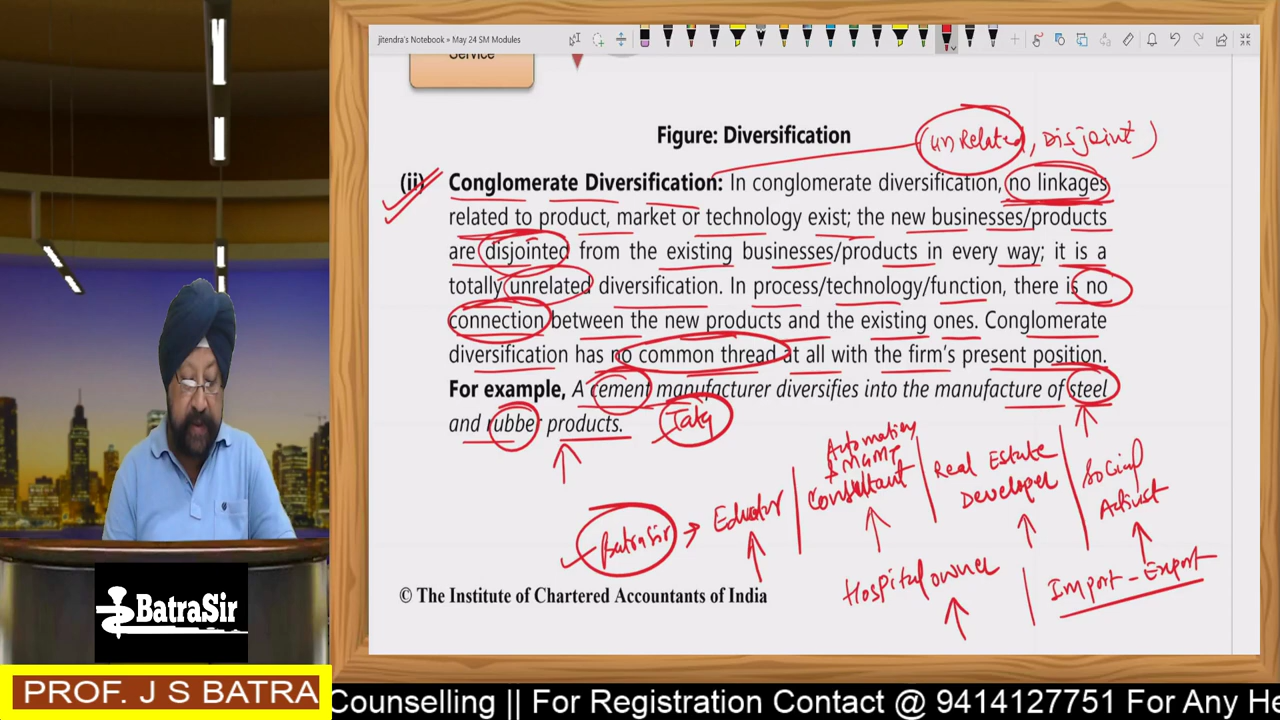 jitendra's Notebook » May 24 SM Modules
Service
Figure: Diversification
(unRelated, Disjoint)
(ii) Conglomerate Diversification: In conglomerate diversification, no linkages
related to product, market or technology exist; the new businesses/products
are disjointed from the existing businesses/products in every way; it is a
totally unrelated diversification. In process/technology/function, there is no
connection between the new products and the existing ones. Conglomerate
diversification has no common thread at all with the firm's present position.
For example, A cement manufacturer diversifies into the manufacture of steel
and rubber products.
Tata
BatraSir → Educator
Automation
+ MGMT
Consultant
Real Estate
Developer
Social
Activist
Hospital owner
Import - Export
© The Institute of Chartered Accountants of India
BatraSir
PROF. J S BATRA
Counselling || For Registration Contact @ 9414127751 For Any He